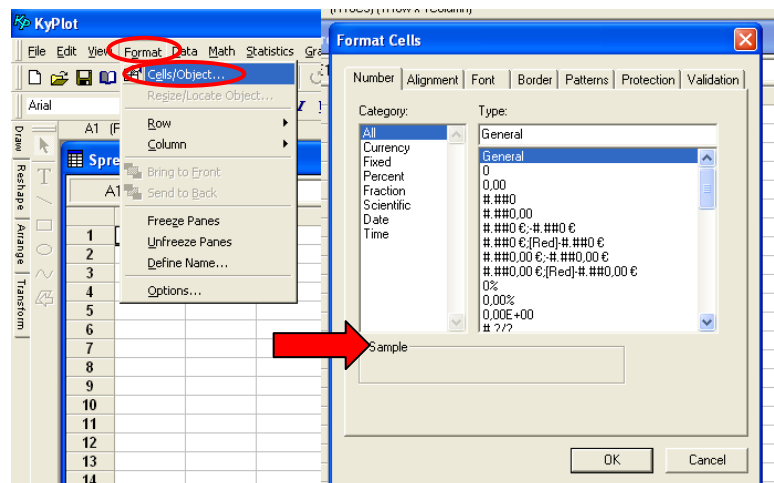 KyPlot
File Edit View Format Data Math Statistics
Arial
A1
Draw
Reshape
Arrange
Transform
Cells/Object...
Resize/Locate Object...
Row
Column
Bring to Front
Send to Back
Freeze Panes
Unfreeze Panes
Define Name...
Options...
Spre
A1
1
2
3
4
5
6
7
8
9
10
11
12
13
14
Format Cells
Number Alignment Font Border Patterns Protection Validation
Category: Type:
All
Currency
Fixed
Percent
Fraction
Scientific
Date
Time
General
General
0
0,00
#.##0
#.##0,00
#.##0 €;-#.##0 €
#.##0 €;[Red]-#.##0 €
#.##0,00 €;-#.##0,00 €
#.##0,00 €;[Red]-#.##0,00 €
0%
0,00%
0,00E+00
# ?/?
Sample
OK Cancel